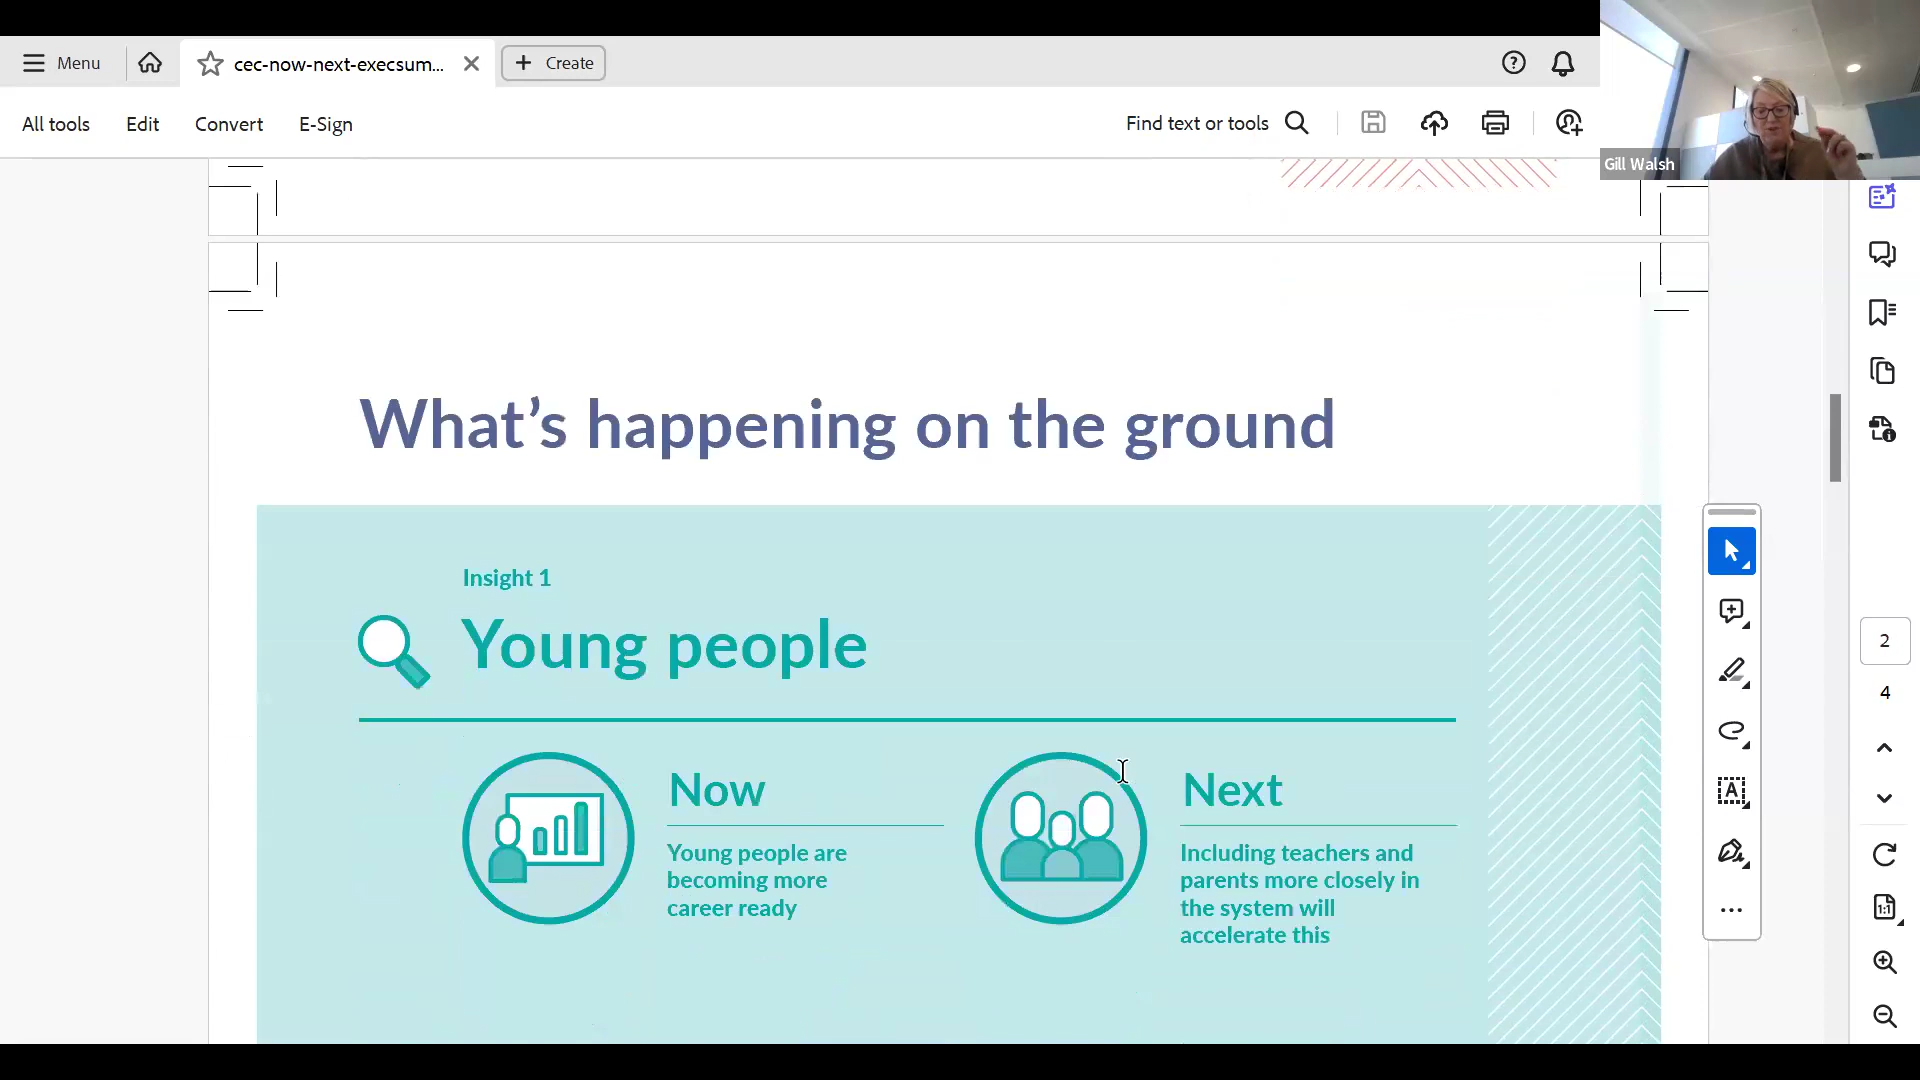 Menu
cec-now-next-execsum...
Create
All tools
Edit
Convert
E-Sign
Find text or tools
Gill Walsh
What's happening on the ground
Insight 1
Young people
Now
Young people are
becoming more
career ready
Next
Including teachers and
parents more closely in
the system will
accelerate this
2
4
1:1